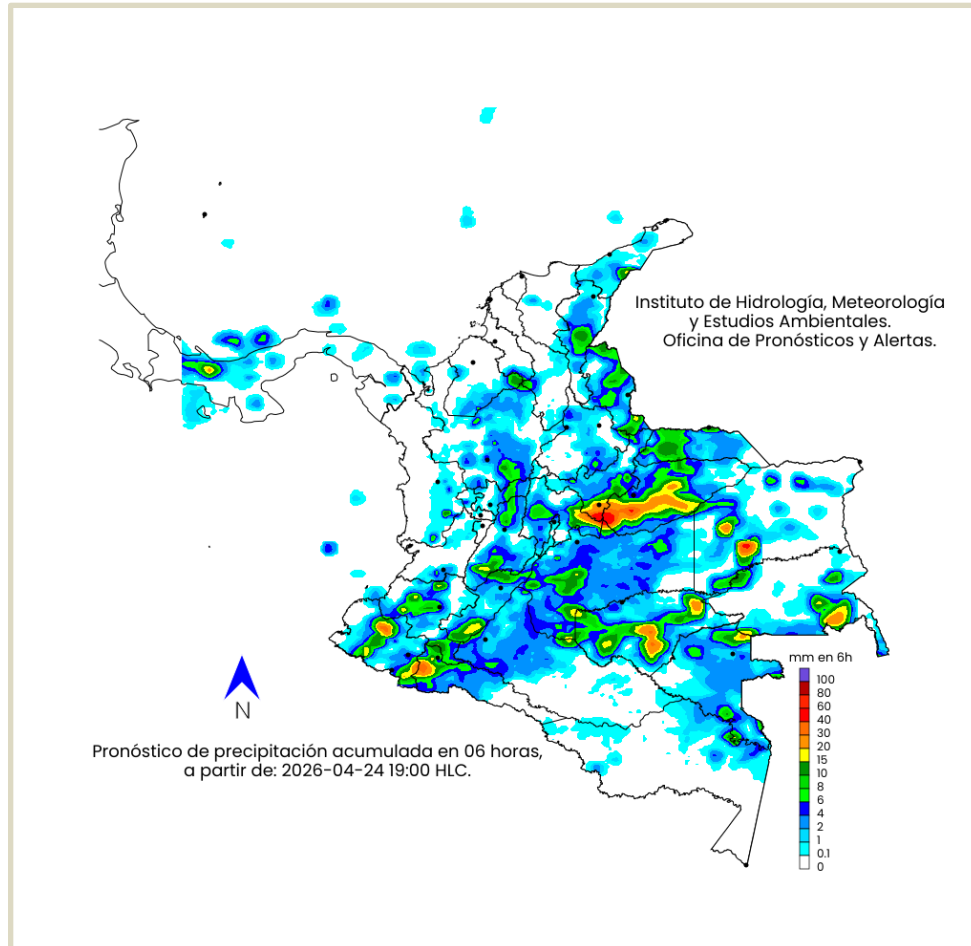 Instituto de Hidrología, Meteorología
y Estudios Ambientales.
Oficina de Pronósticos y Alertas.
D
N
Pronóstico de precipitación acumulada en 06 horas,
a partir de: 2026-04-24 19:00 HLC.
mm en 6h
100
80
60
40
30
20
15
10
8
6
4
2
1
0.1
0